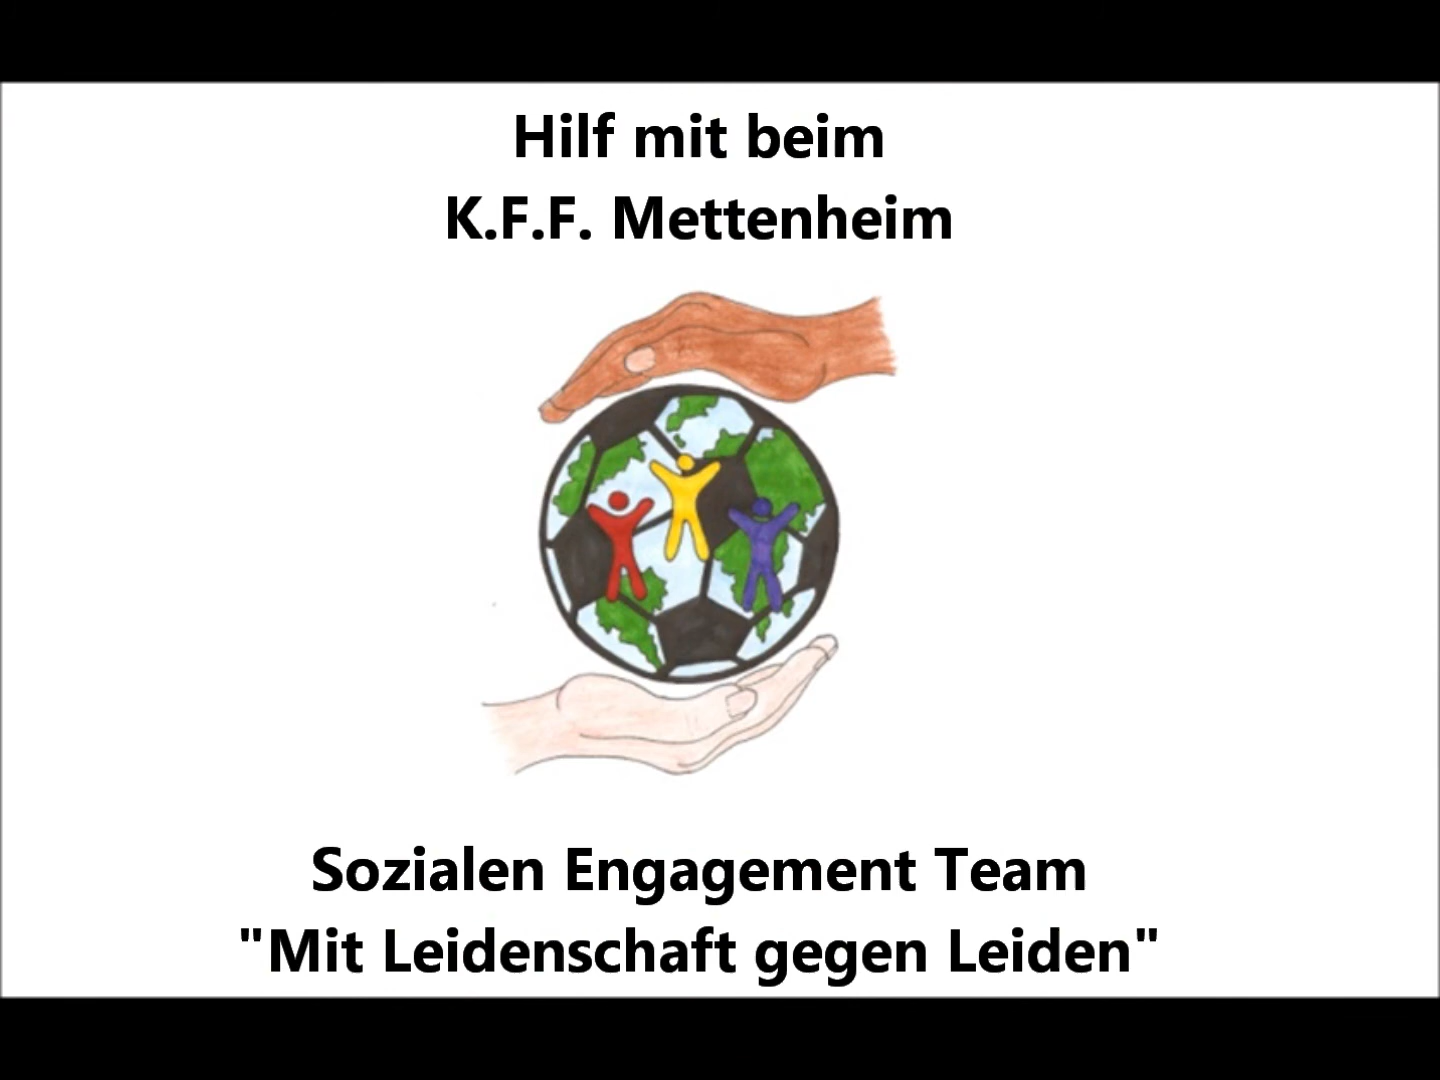 Hilf mit beim
K.F.F. Mettenheim
Sozialen Engagement Team
"Mit Leidenschaft gegen Leiden"